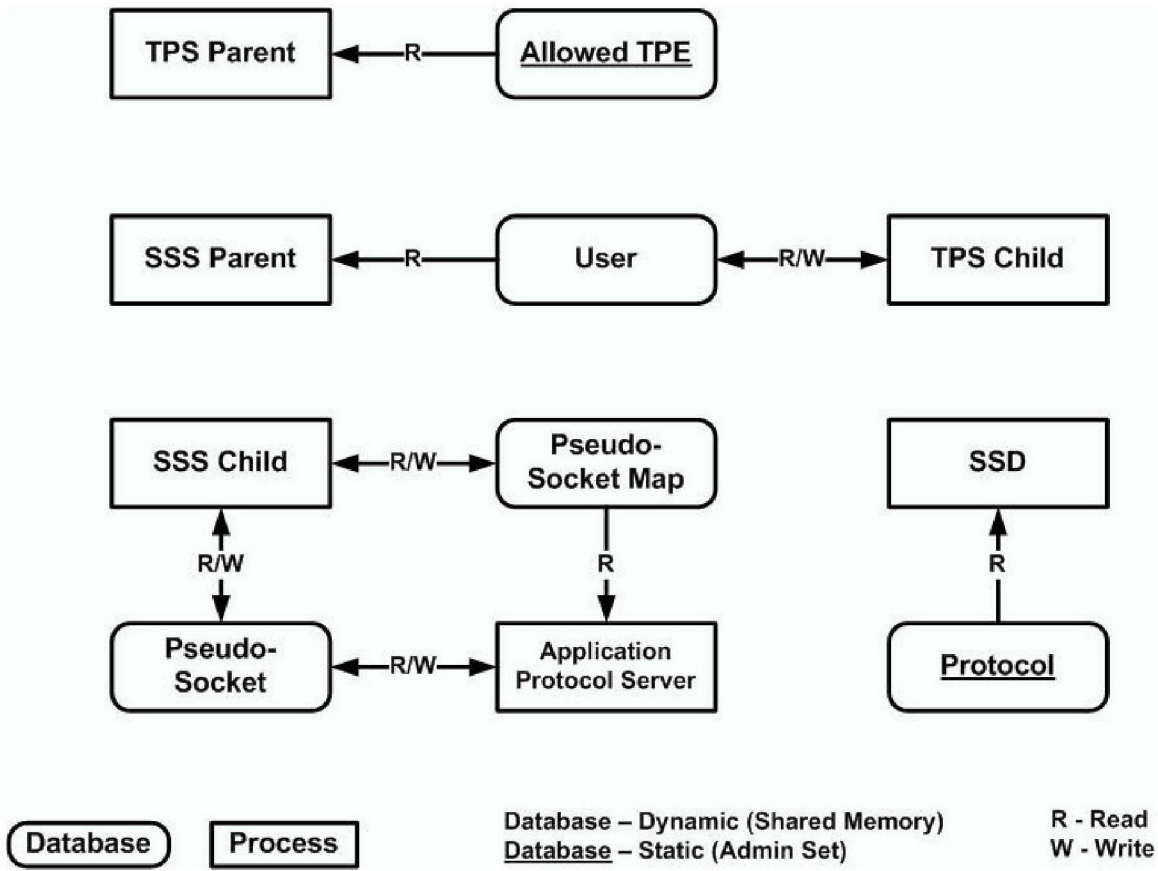 TPS Parent
R
Allowed TPE
SSS Parent
R
User
R/W
TPS Child
SSS Child
R/W
Pseudo-
Socket Map
SSD
R/W
R
R
Pseudo-
Socket
R/W
Application
Protocol Server
Protocol
Database
Process
Database – Dynamic (Shared Memory)
Database – Static (Admin Set)
R - Read
W - Write